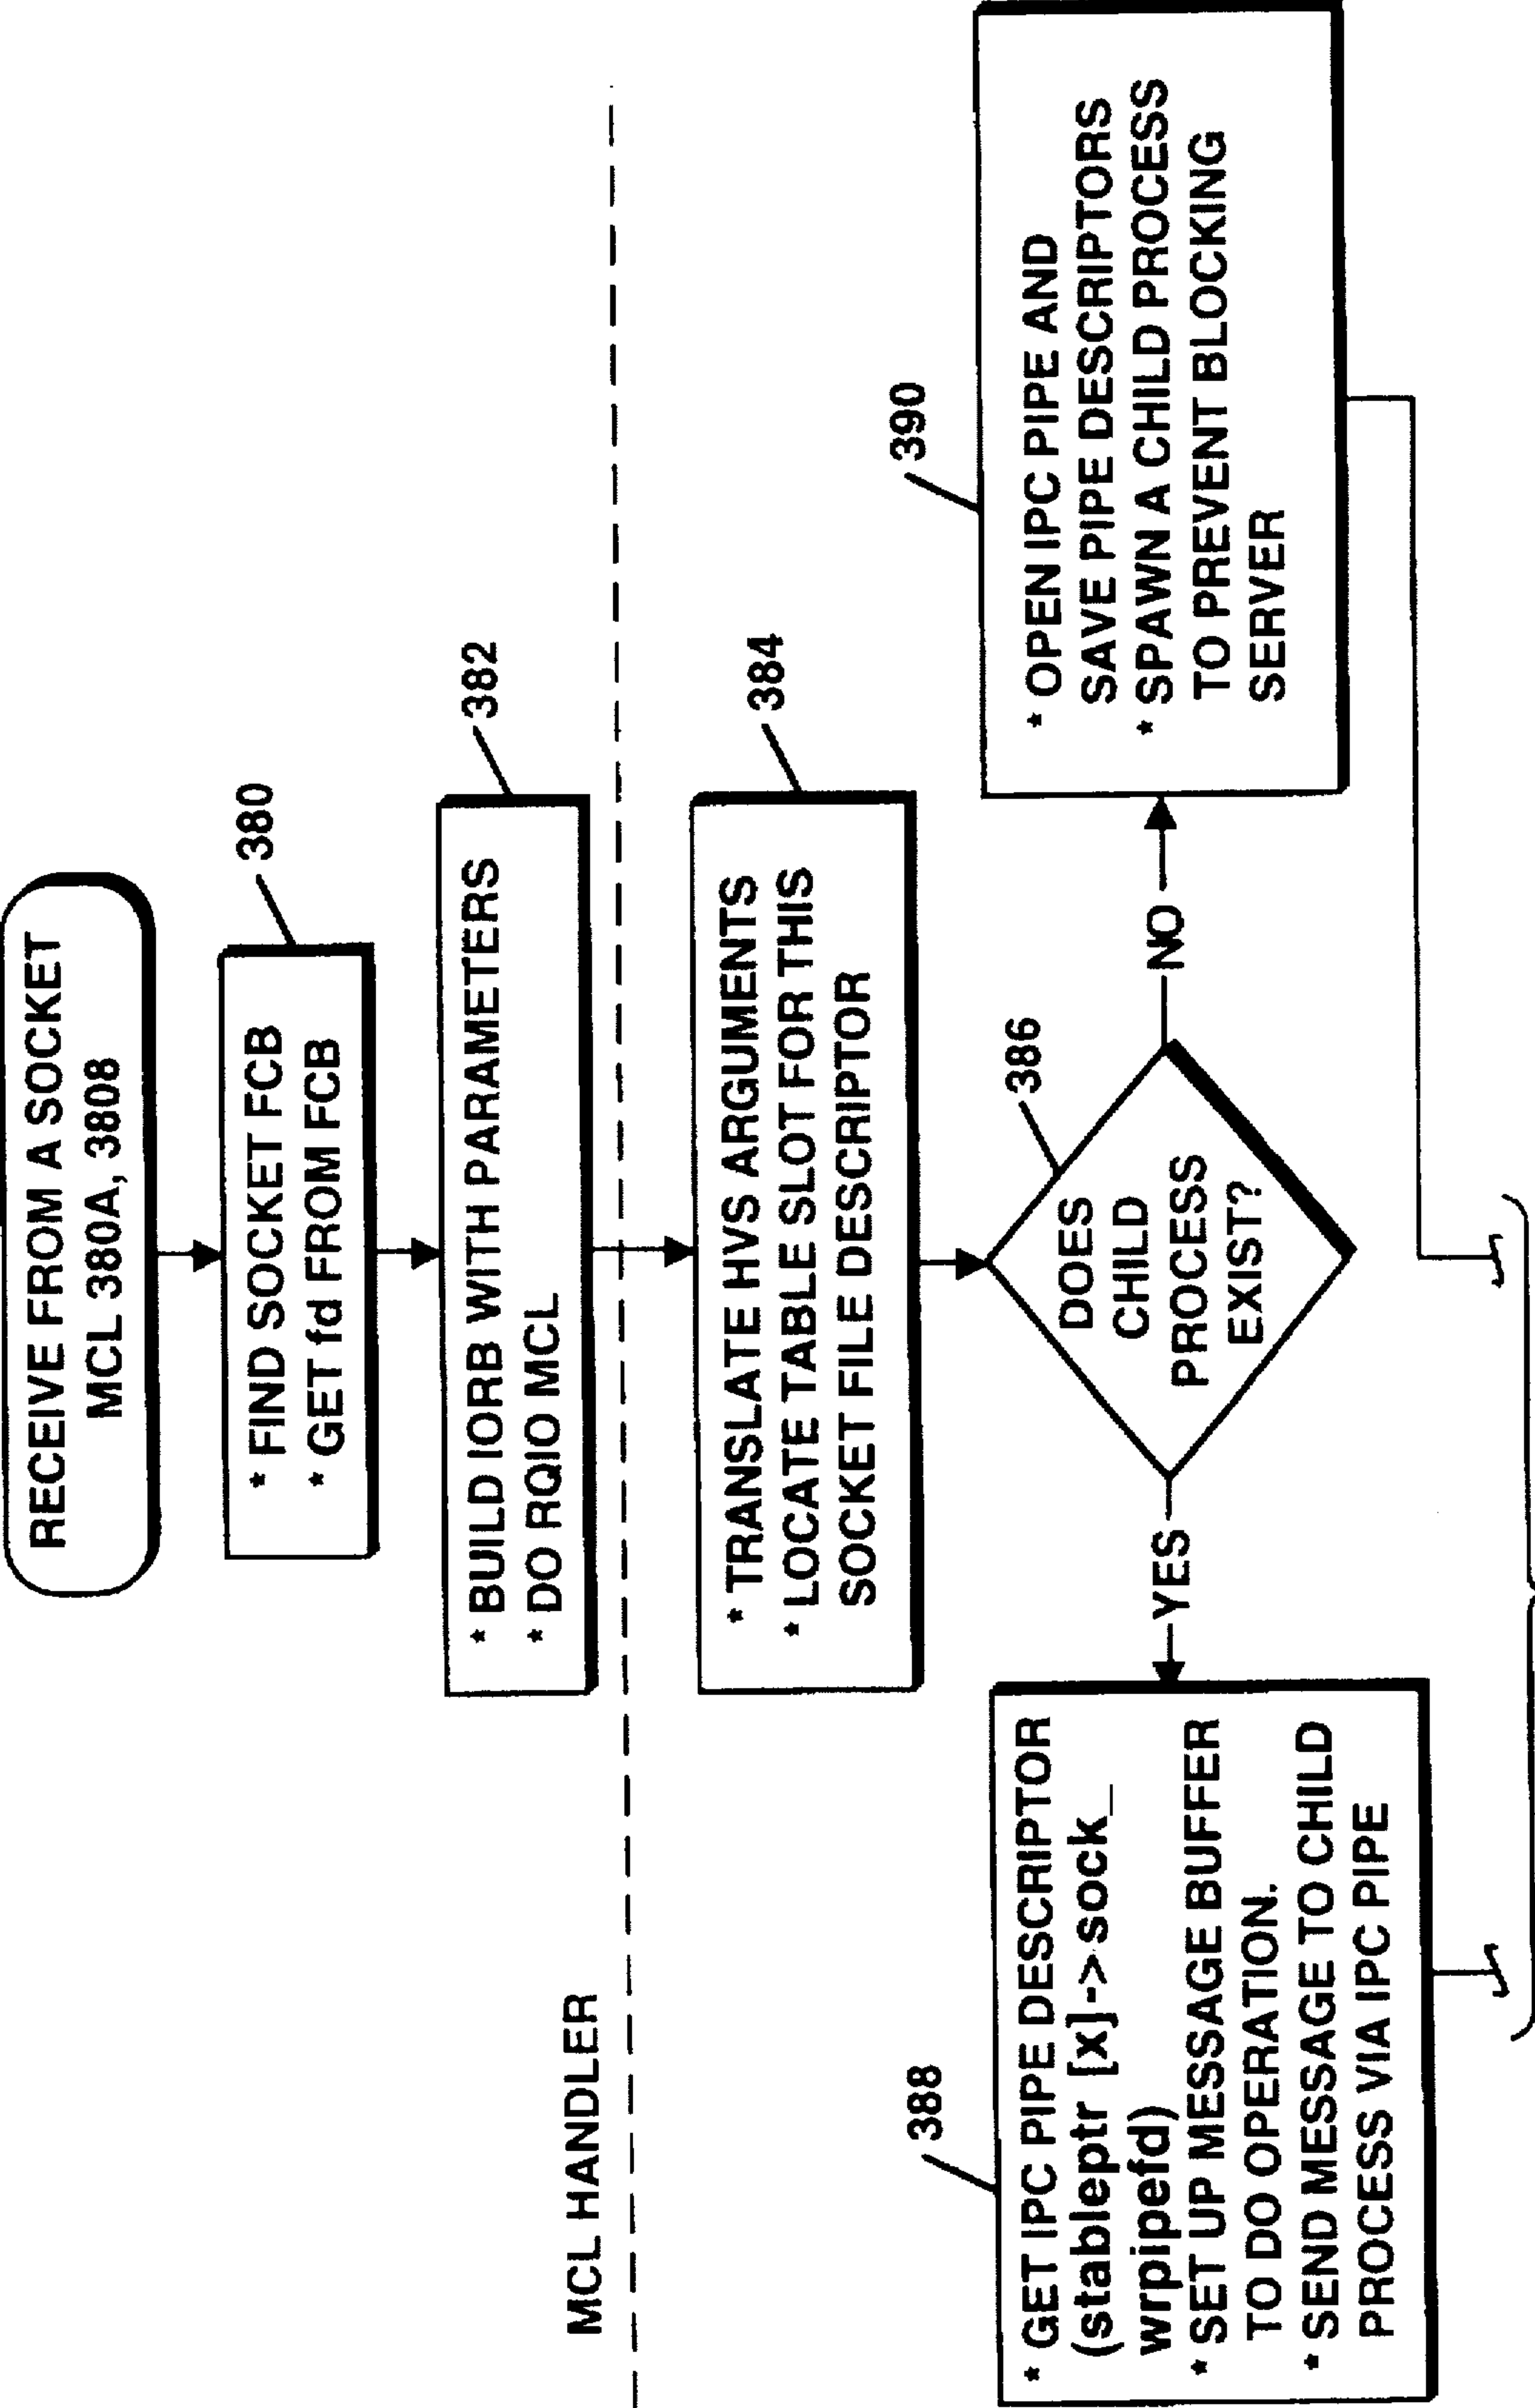 RECEIVE FROM A SOCKET
MCL 380A, 3808
380
* FIND SOCKET FCB
* GET fd FROM FCB
382
* BUILD IORB WITH PARAMETERS
* DO RQIO MCL
MCL HANDLER
384
* TRANSLATE HVS ARGUMENTS
* LOCATE TABLE SLOT FOR THIS
SOCKET FILE DESCRIPTOR
386
DOES
CHILD
PROCESS
EXIST?
YES
NO
388
* GET IPC PIPE DESCRIPTOR
(stableptr [x]->sock_
wrpipefd)
* SET UP MESSAGE BUFFER
TO DO OPERATION.
* SEND MESSAGE TO CHILD
PROCESS VIA IPC PIPE
390
* OPEN IPC PIPE AND
SAVE PIPE DESCRIPTORS
* SPAWN A CHILD PROCESS
TO PREVENT BLOCKING
SERVER